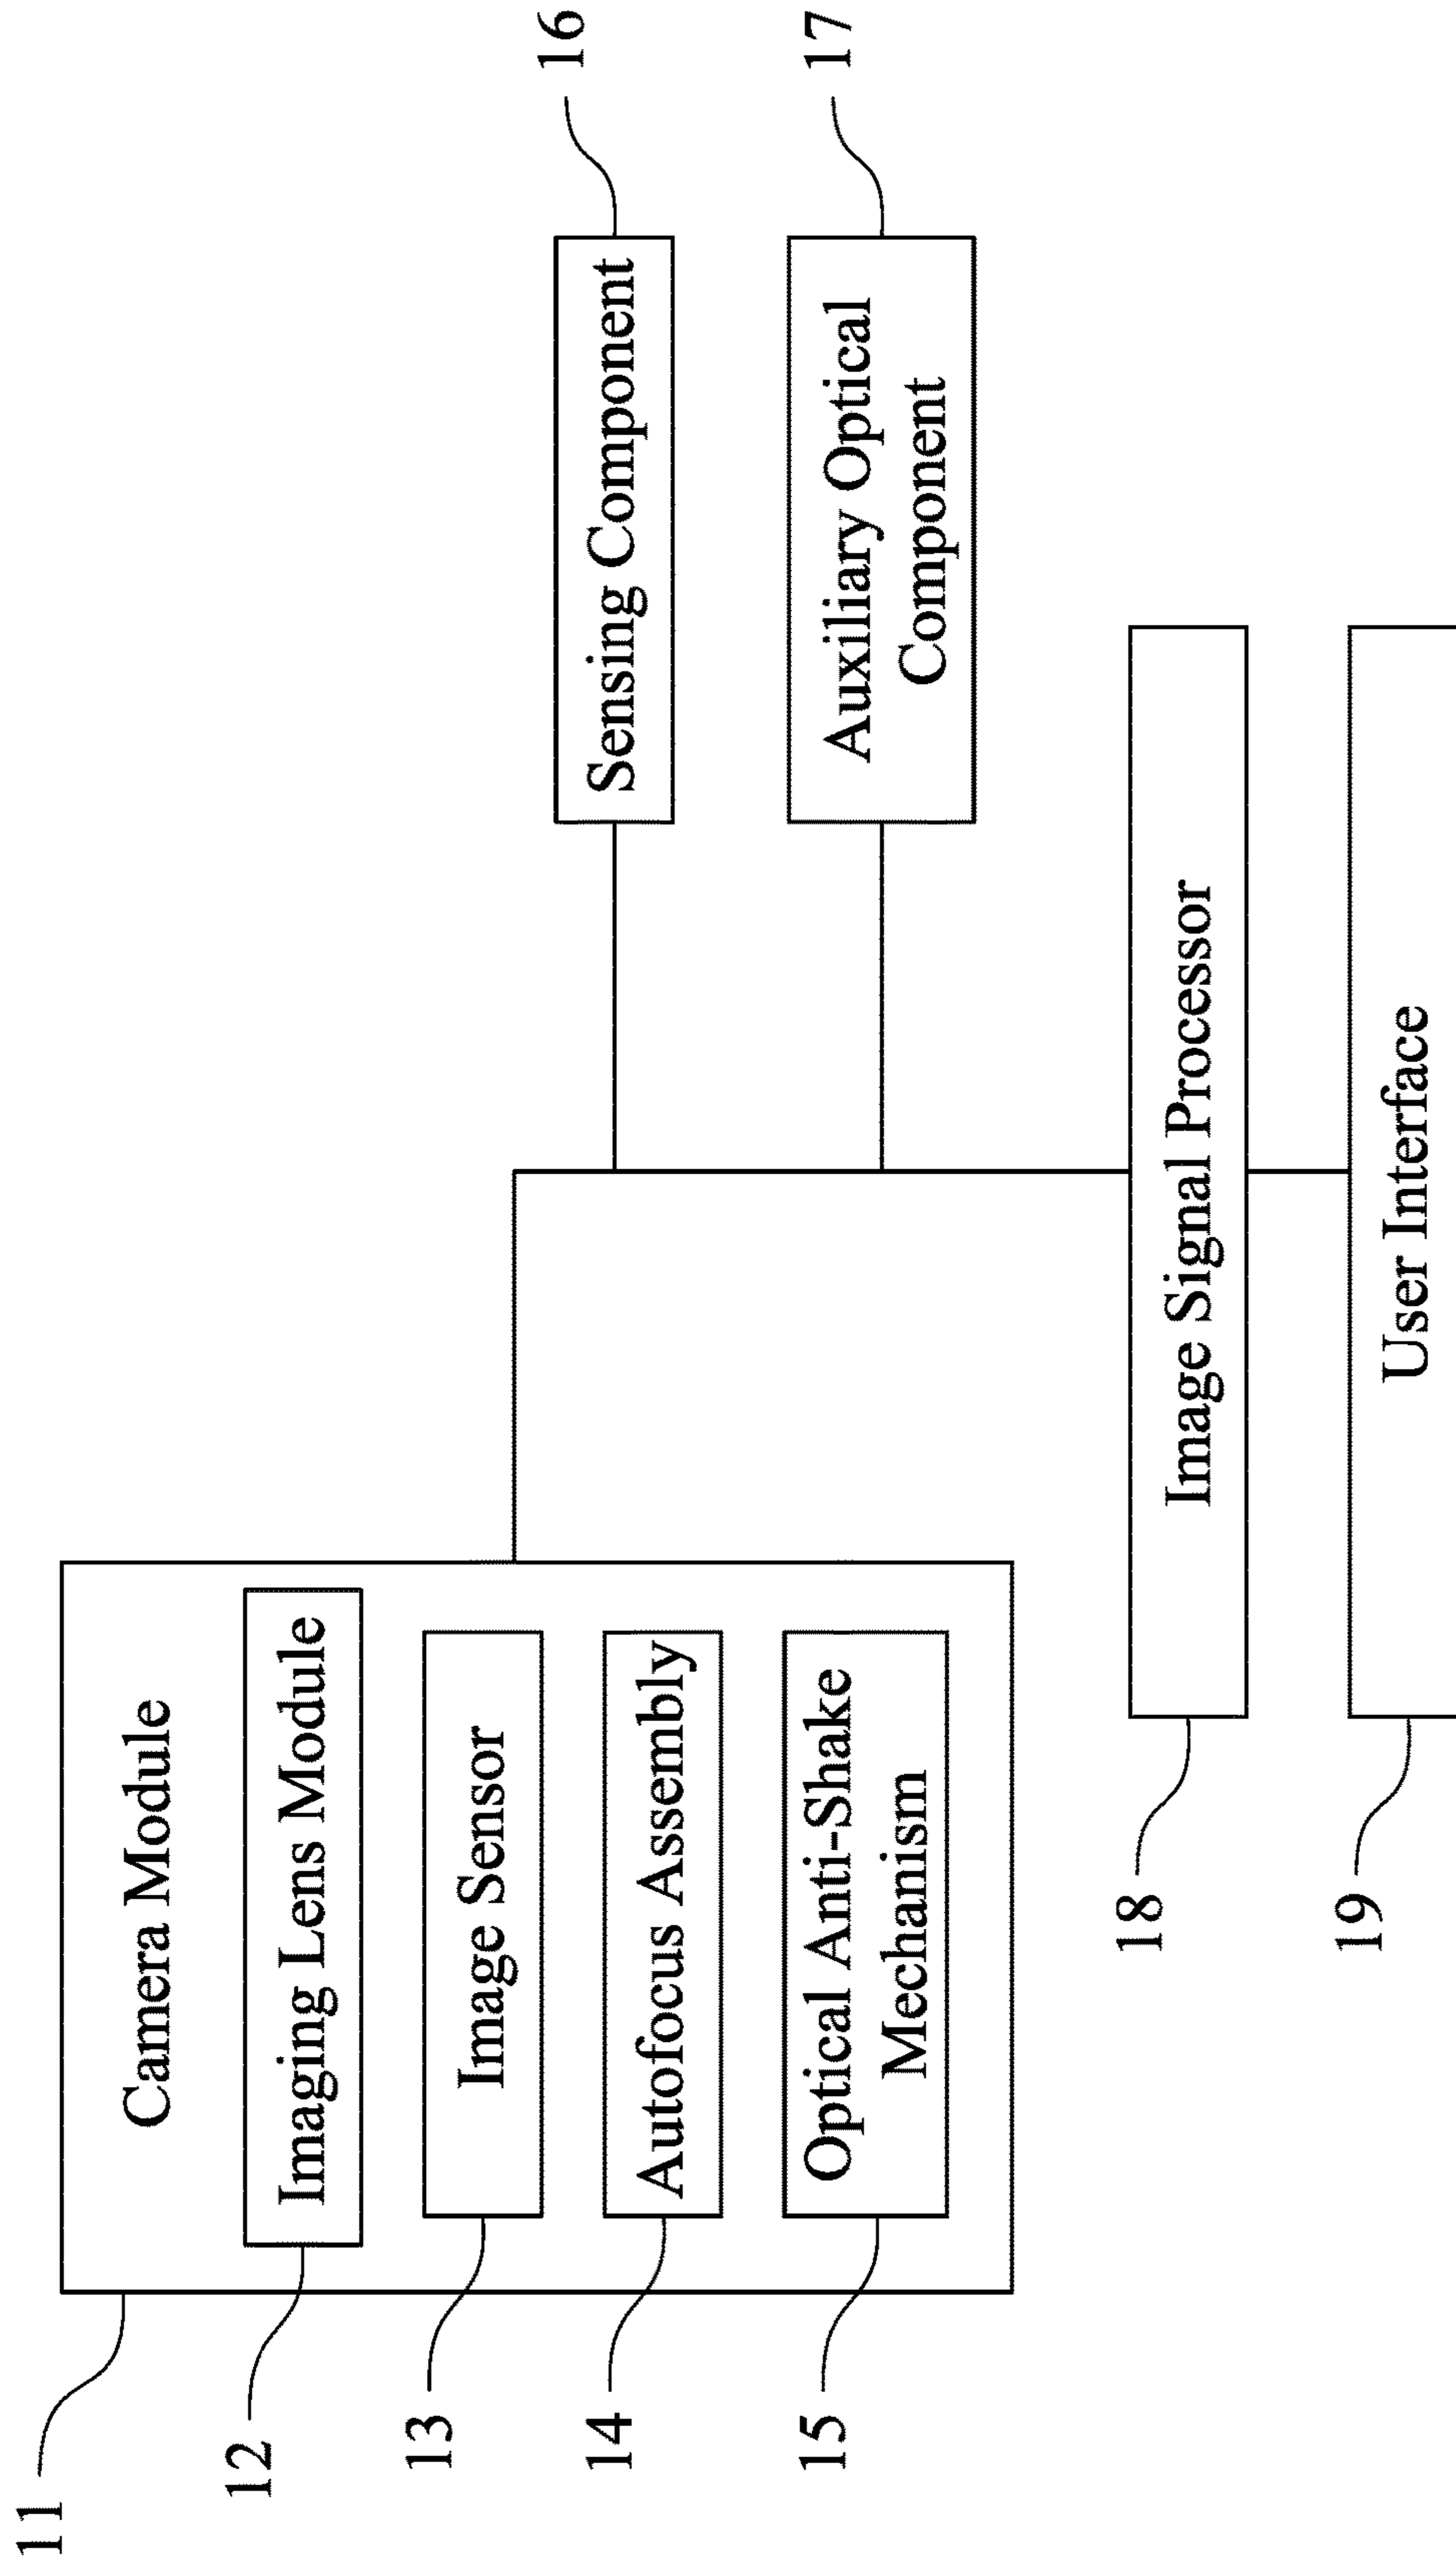 11
Camera Module
12
Imaging Lens Module
13
Image Sensor
14
Autofocus Assembly
15
Optical Anti-Shake
Mechanism
16
Sensing Component
17
Auxiliary Optical
Component
18
Image Signal Processor
19
User Interface